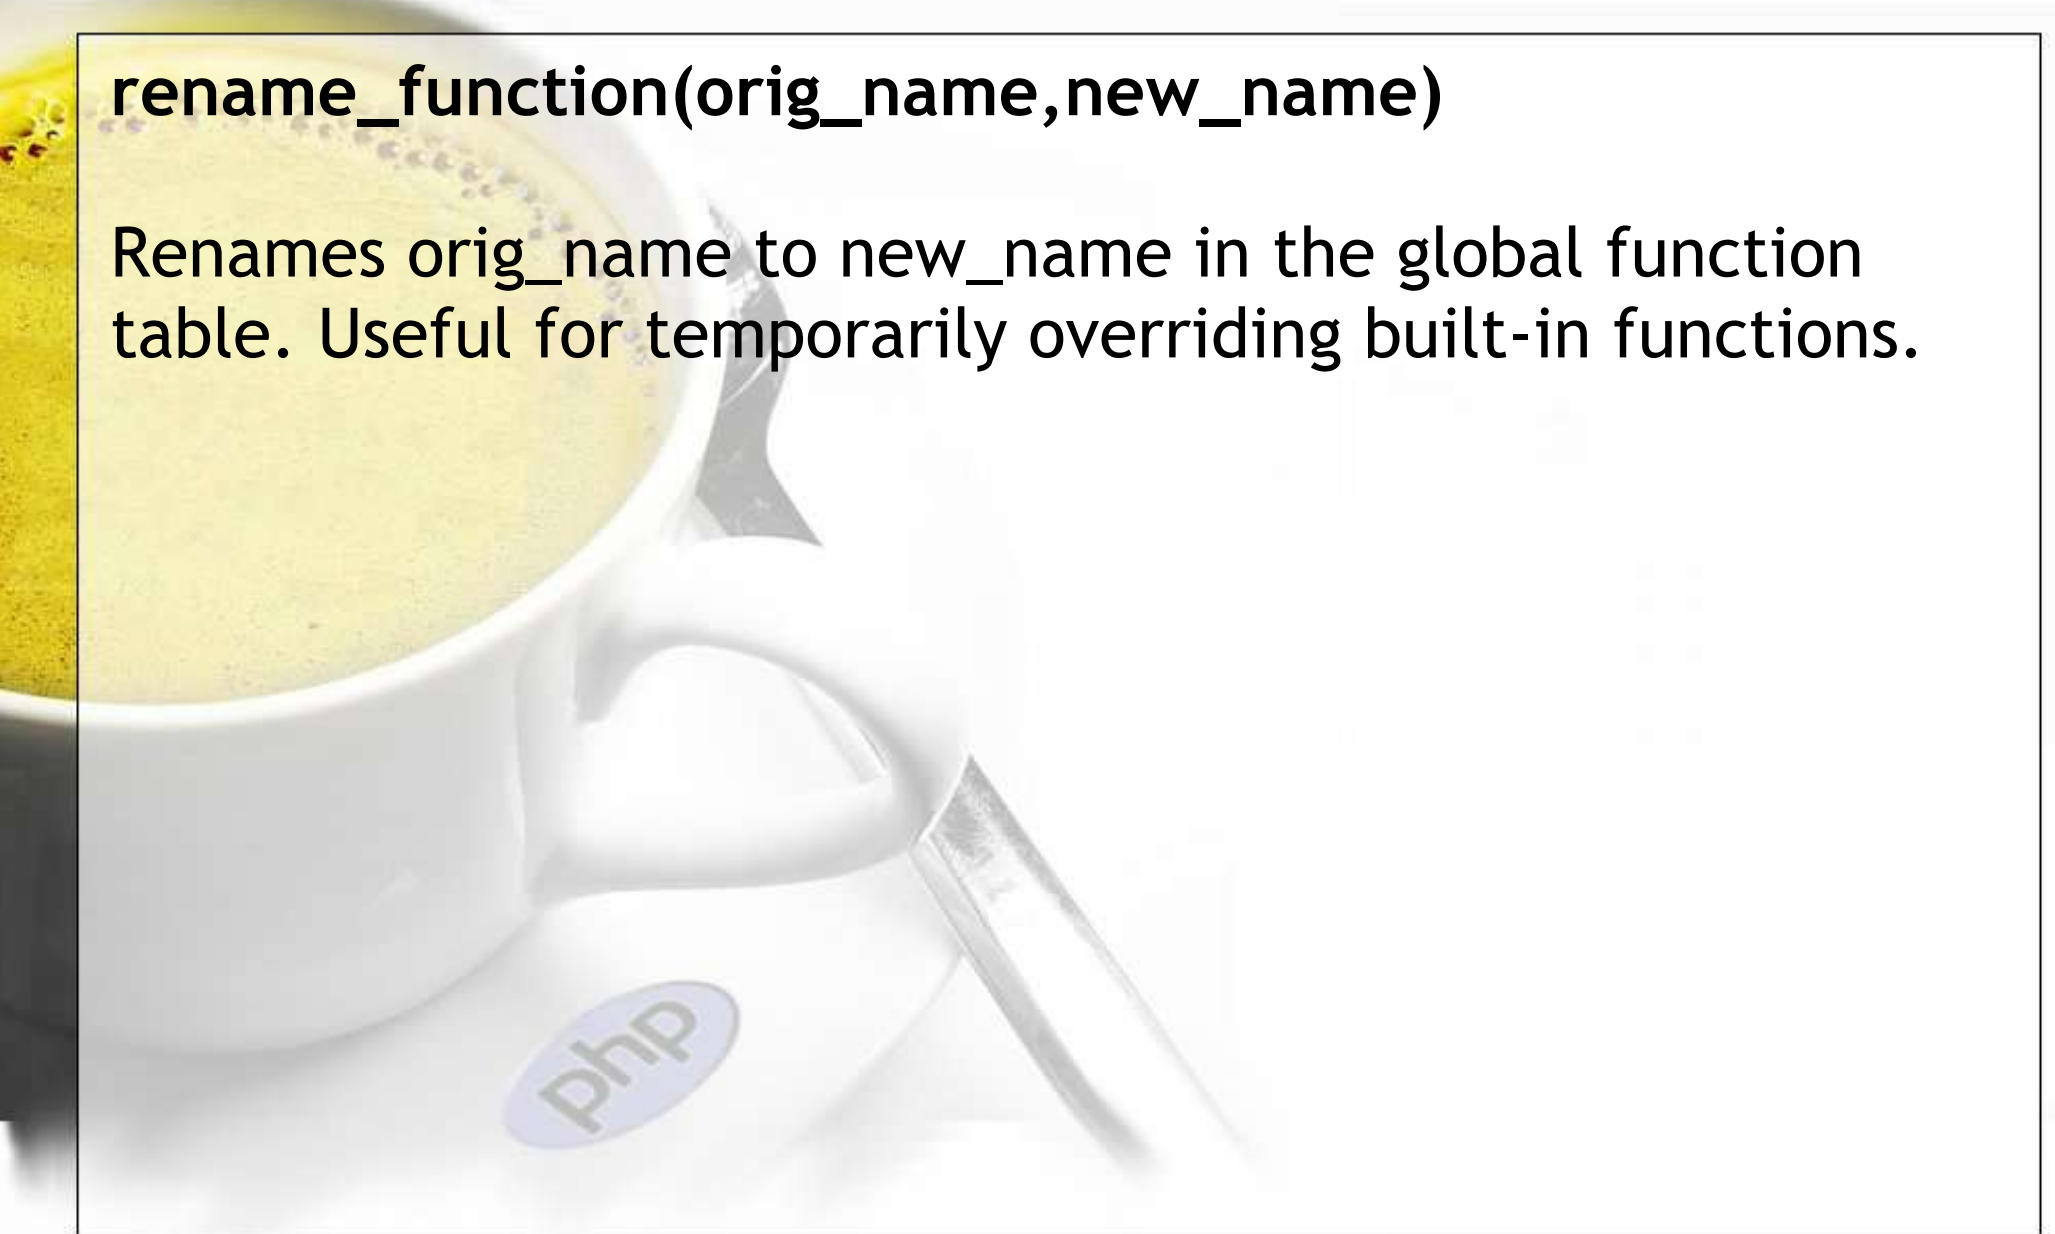 rename_function(orig_name,new_name)
Renames orig_name to new_name in the global function
table. Useful for temporarily overriding built-in functions.
php